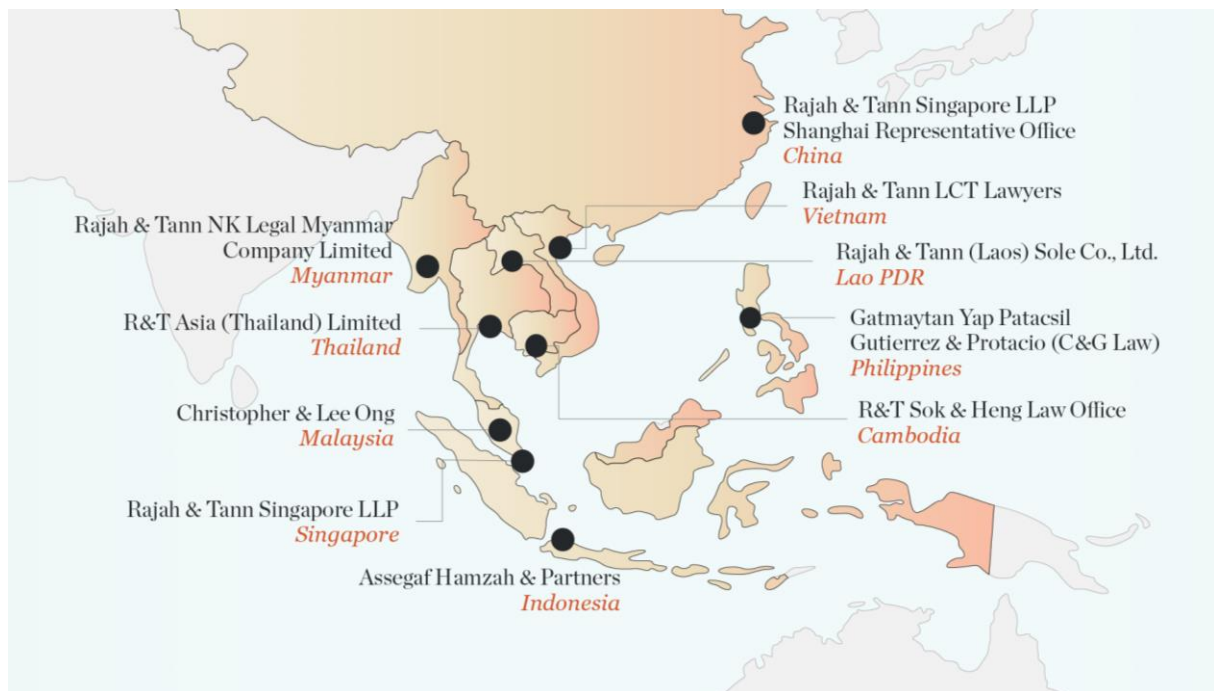 Rajah & Tann Singapore LLP
Shanghai Representative Office
China
Rajah & Tann LCT Lawyers
Vietnam
Rajah & Tann NK Legal Myanmar
Company Limited
Myanmar
Rajah & Tann (Laos) Sole Co., Ltd.
Lao PDR
R&T Asia (Thailand) Limited
Thailand
Gatmaytan Yap Patacsil
Gutierrez & Protacio (C&G Law)
Philippines
Christopher & Lee Ong
Malaysia
R&T Sok & Heng Law Office
Cambodia
Rajah & Tann Singapore LLP
Singapore
Assegaf Hamzah & Partners
Indonesia